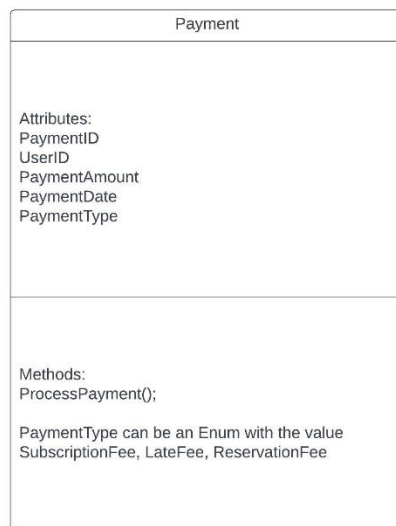 Payment
Attributes:
PaymentID
UserID
PaymentAmount
PaymentDate
PaymentType
Methods:
ProcessPayment();
PaymentType can be an Enum with the value
SubscriptionFee, LateFee, ReservationFee